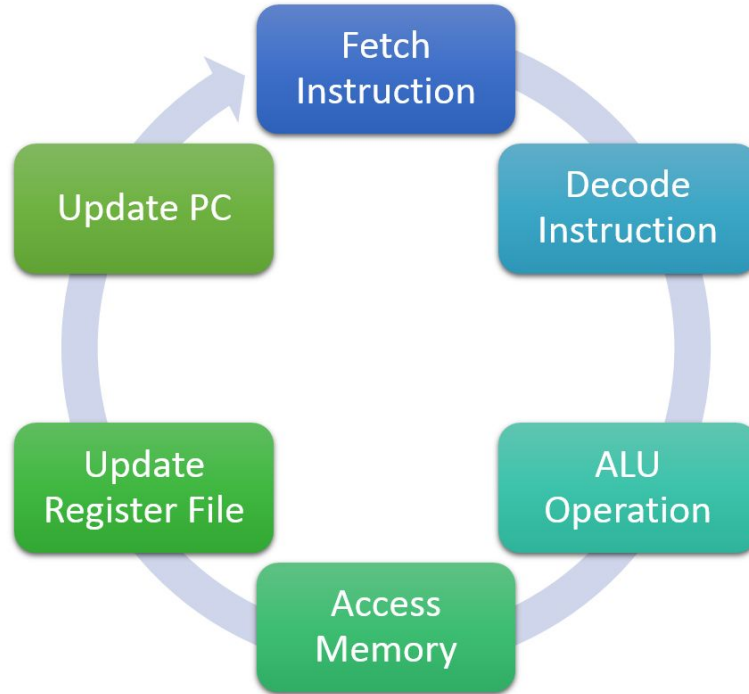 Fetch
Instruction
Decode
Instruction
ALU
Operation
Access
Memory
Update
Register File
Update PC